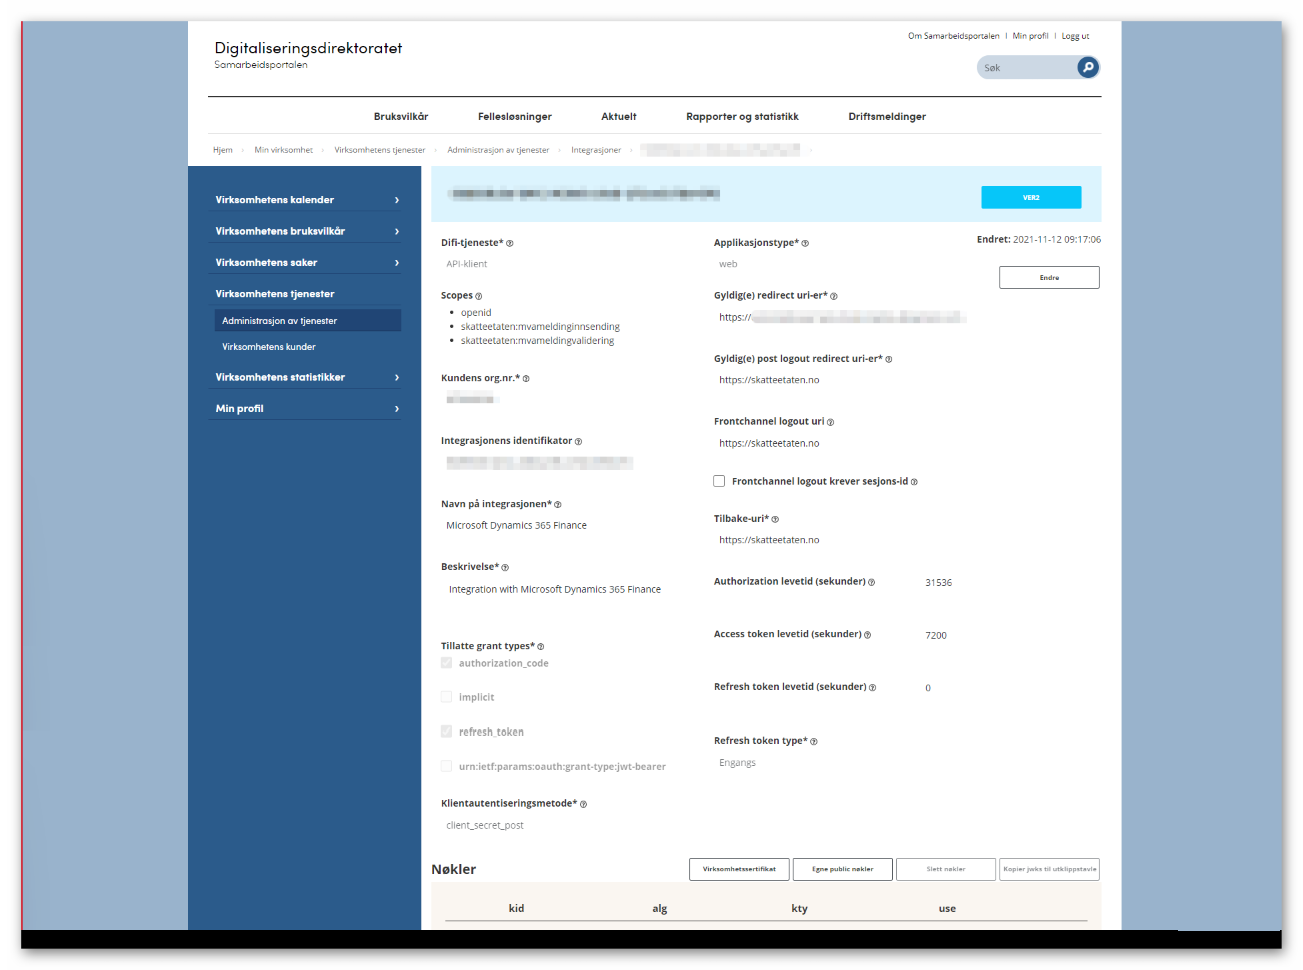 Digitaliseringsdirektoratet
Samarbeidsportalen
Om Samarbeidsportalen | Min profil | Logg ut
Søk
Bruksvilkår Fellesløsninger Aktuelt Rapporter og statistikk Driftsmeldinger
Hjem › Min virksomhet › Virksomhetens tjenester › Administrasjon av tjenester › Integrasjoner ›
Virksomhetens kalender
Virksomhetens bruksvilkår
Virksomhetens saker
Virksomhetens tjenester
Administrasjon av tjenester
Virksomhetens kunder
Virksomhetens statistikker
Min profil
VER2
Endret: 2021-11-12 09:17:06
Endre
Difi-tjeneste*
API-klient
Scopes
• openid
• skatteetaten:mvameldinginnsending
• skatteetaten:mvameldingvalidering
Kundens org.nr.*
Integrasjonens identifikator
Navn på integrasjonen*
Microsoft Dynamics 365 Finance
Beskrivelse*
Integration with Microsoft Dynamics 365 Finance
Tillatte grant types*
authorization_code
implicit
refresh_token
urn:ietf:params:oauth:grant-type:jwt-bearer
Klientautentiseringsmetode*
client_secret_post
Applikasjonstype*
web
Gyldig(e) redirect uri-er*
https://
Gyldig(e) post logout redirect uri-er*
https://skatteetaten.no
Frontchannel logout uri
https://skatteetaten.no
Frontchannel logout krever sesjons-id
Tilbake-uri*
https://skatteetaten.no
Authorization levetid (sekunder) 31536
Access token levetid (sekunder) 7200
Refresh token levetid (sekunder) 0
Refresh token type*
Engangs
Nøkler
Virksomhetssertifikat Egne public nøkler Slett nøkler Kopier jwks til utklippstavle
kid alg kty use